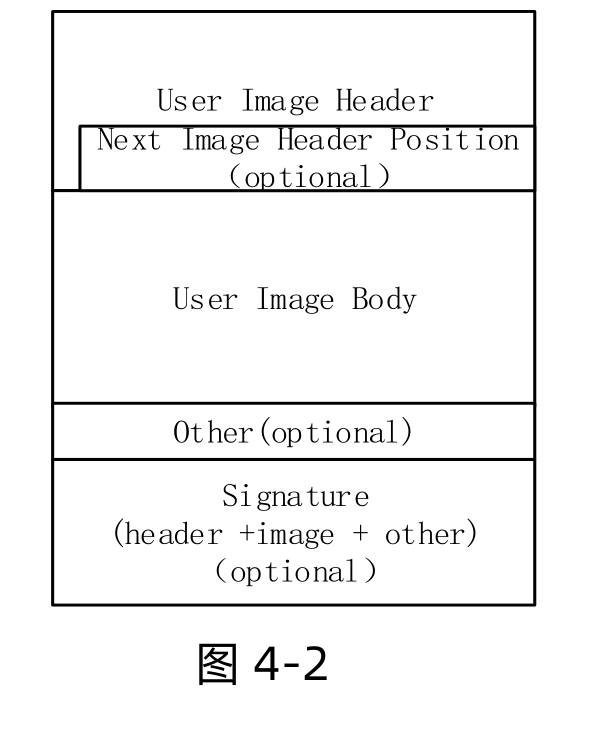 User Image Header
Next Image Header Position
(optional)
User Image Body
Other(optional)
Signature
(header +image + other)
(optional)
图 4-2